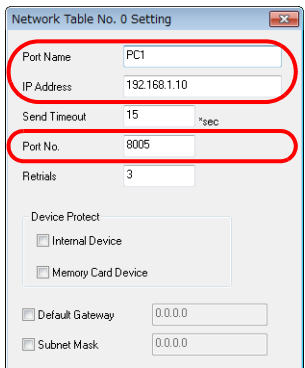 Network Table No. 0 Setting
Port Name PC1
IP Address 192.168.1.10
Send Timeout 15 *sec
Port No. 8005
Retrials 3
Device Protect
Internal Device
Memory Card Device
Default Gateway 0.0.0.0
Subnet Mask 0.0.0.0